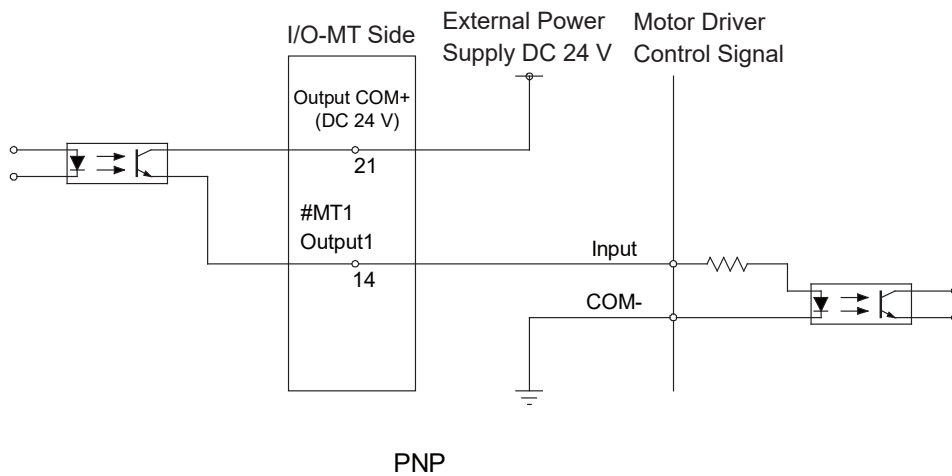 I/O-MT Side
External Power
Supply DC 24 V
Motor Driver
Control Signal
Output COM+
(DC 24 V)
21
#MT1
Output1
14
Input
COM-
PNP